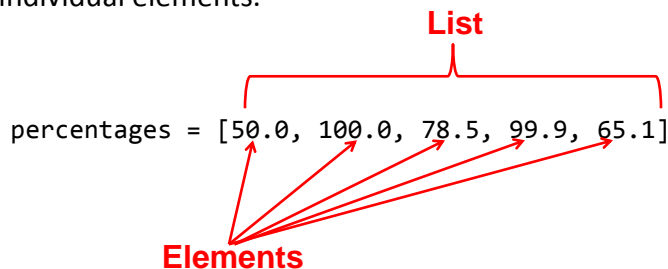 individual elements.
List
percentages = [50.0, 100.0, 78.5, 99.9, 65.1]
Elements